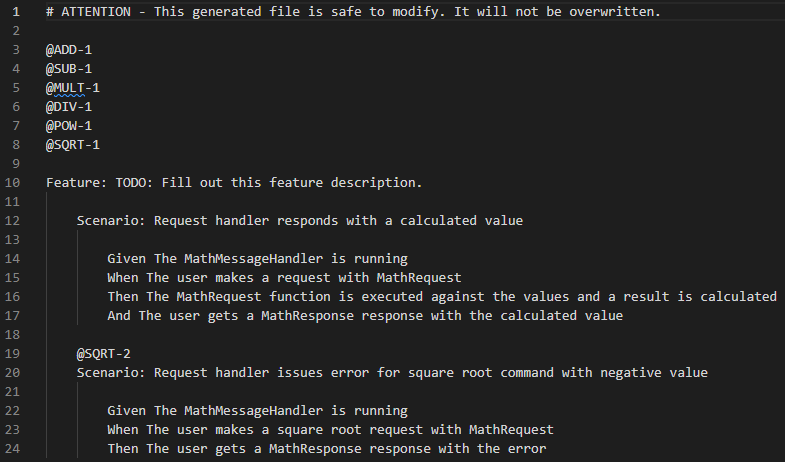 1 # ATTENTION - This generated file is safe to modify. It will not be overwritten.
2
3 @ADD-1
4 @SUB-1
5 @MULT-1
6 @DIV-1
7 @POW-1
8 @SQRT-1
9
10 Feature: TODO: Fill out this feature description.
11
12 Scenario: Request handler responds with a calculated value
13
14 Given The MathMessageHandler is running
15 When The user makes a request with MathRequest
16 Then The MathRequest function is executed against the values and a result is calculated
17 And The user gets a MathResponse response with the calculated value
18
19 @SQRT-2
20 Scenario: Request handler issues error for square root command with negative value
21
22 Given The MathMessageHandler is running
23 When The user makes a square root request with MathRequest
24 Then The user gets a MathResponse response with the error